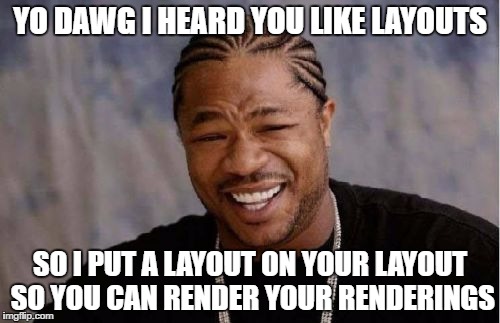 YO DAWG I HEARD YOU LIKE LAYOUTS
SO I PUT A LAYOUT ON YOUR LAYOUT
SO YOU CAN RENDER YOUR RENDERINGS
imgflip.com